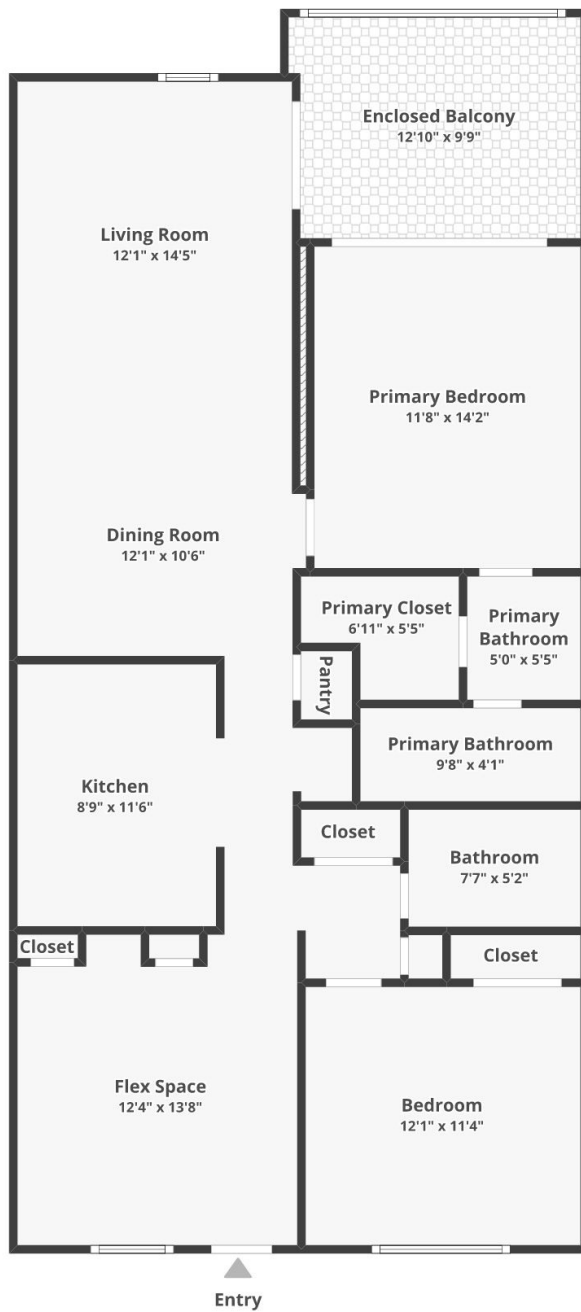 Enclosed Balcony
12'10" x 9'9"
Living Room
12'1" x 14'5"
Primary Bedroom
11'8" x 14'2"
Dining Room
12'1" x 10'6"
Primary Closet
6'11" x 5'5"
Primary
Bathroom
5'0" x 5'5"
Pantry
Primary Bathroom
9'8" x 4'1"
Kitchen
8'9" x 11'6"
Closet
Bathroom
7'7" x 5'2"
Closet
Closet
Flex Space
12'4" x 13'8"
Bedroom
12'1" x 11'4"
Entry